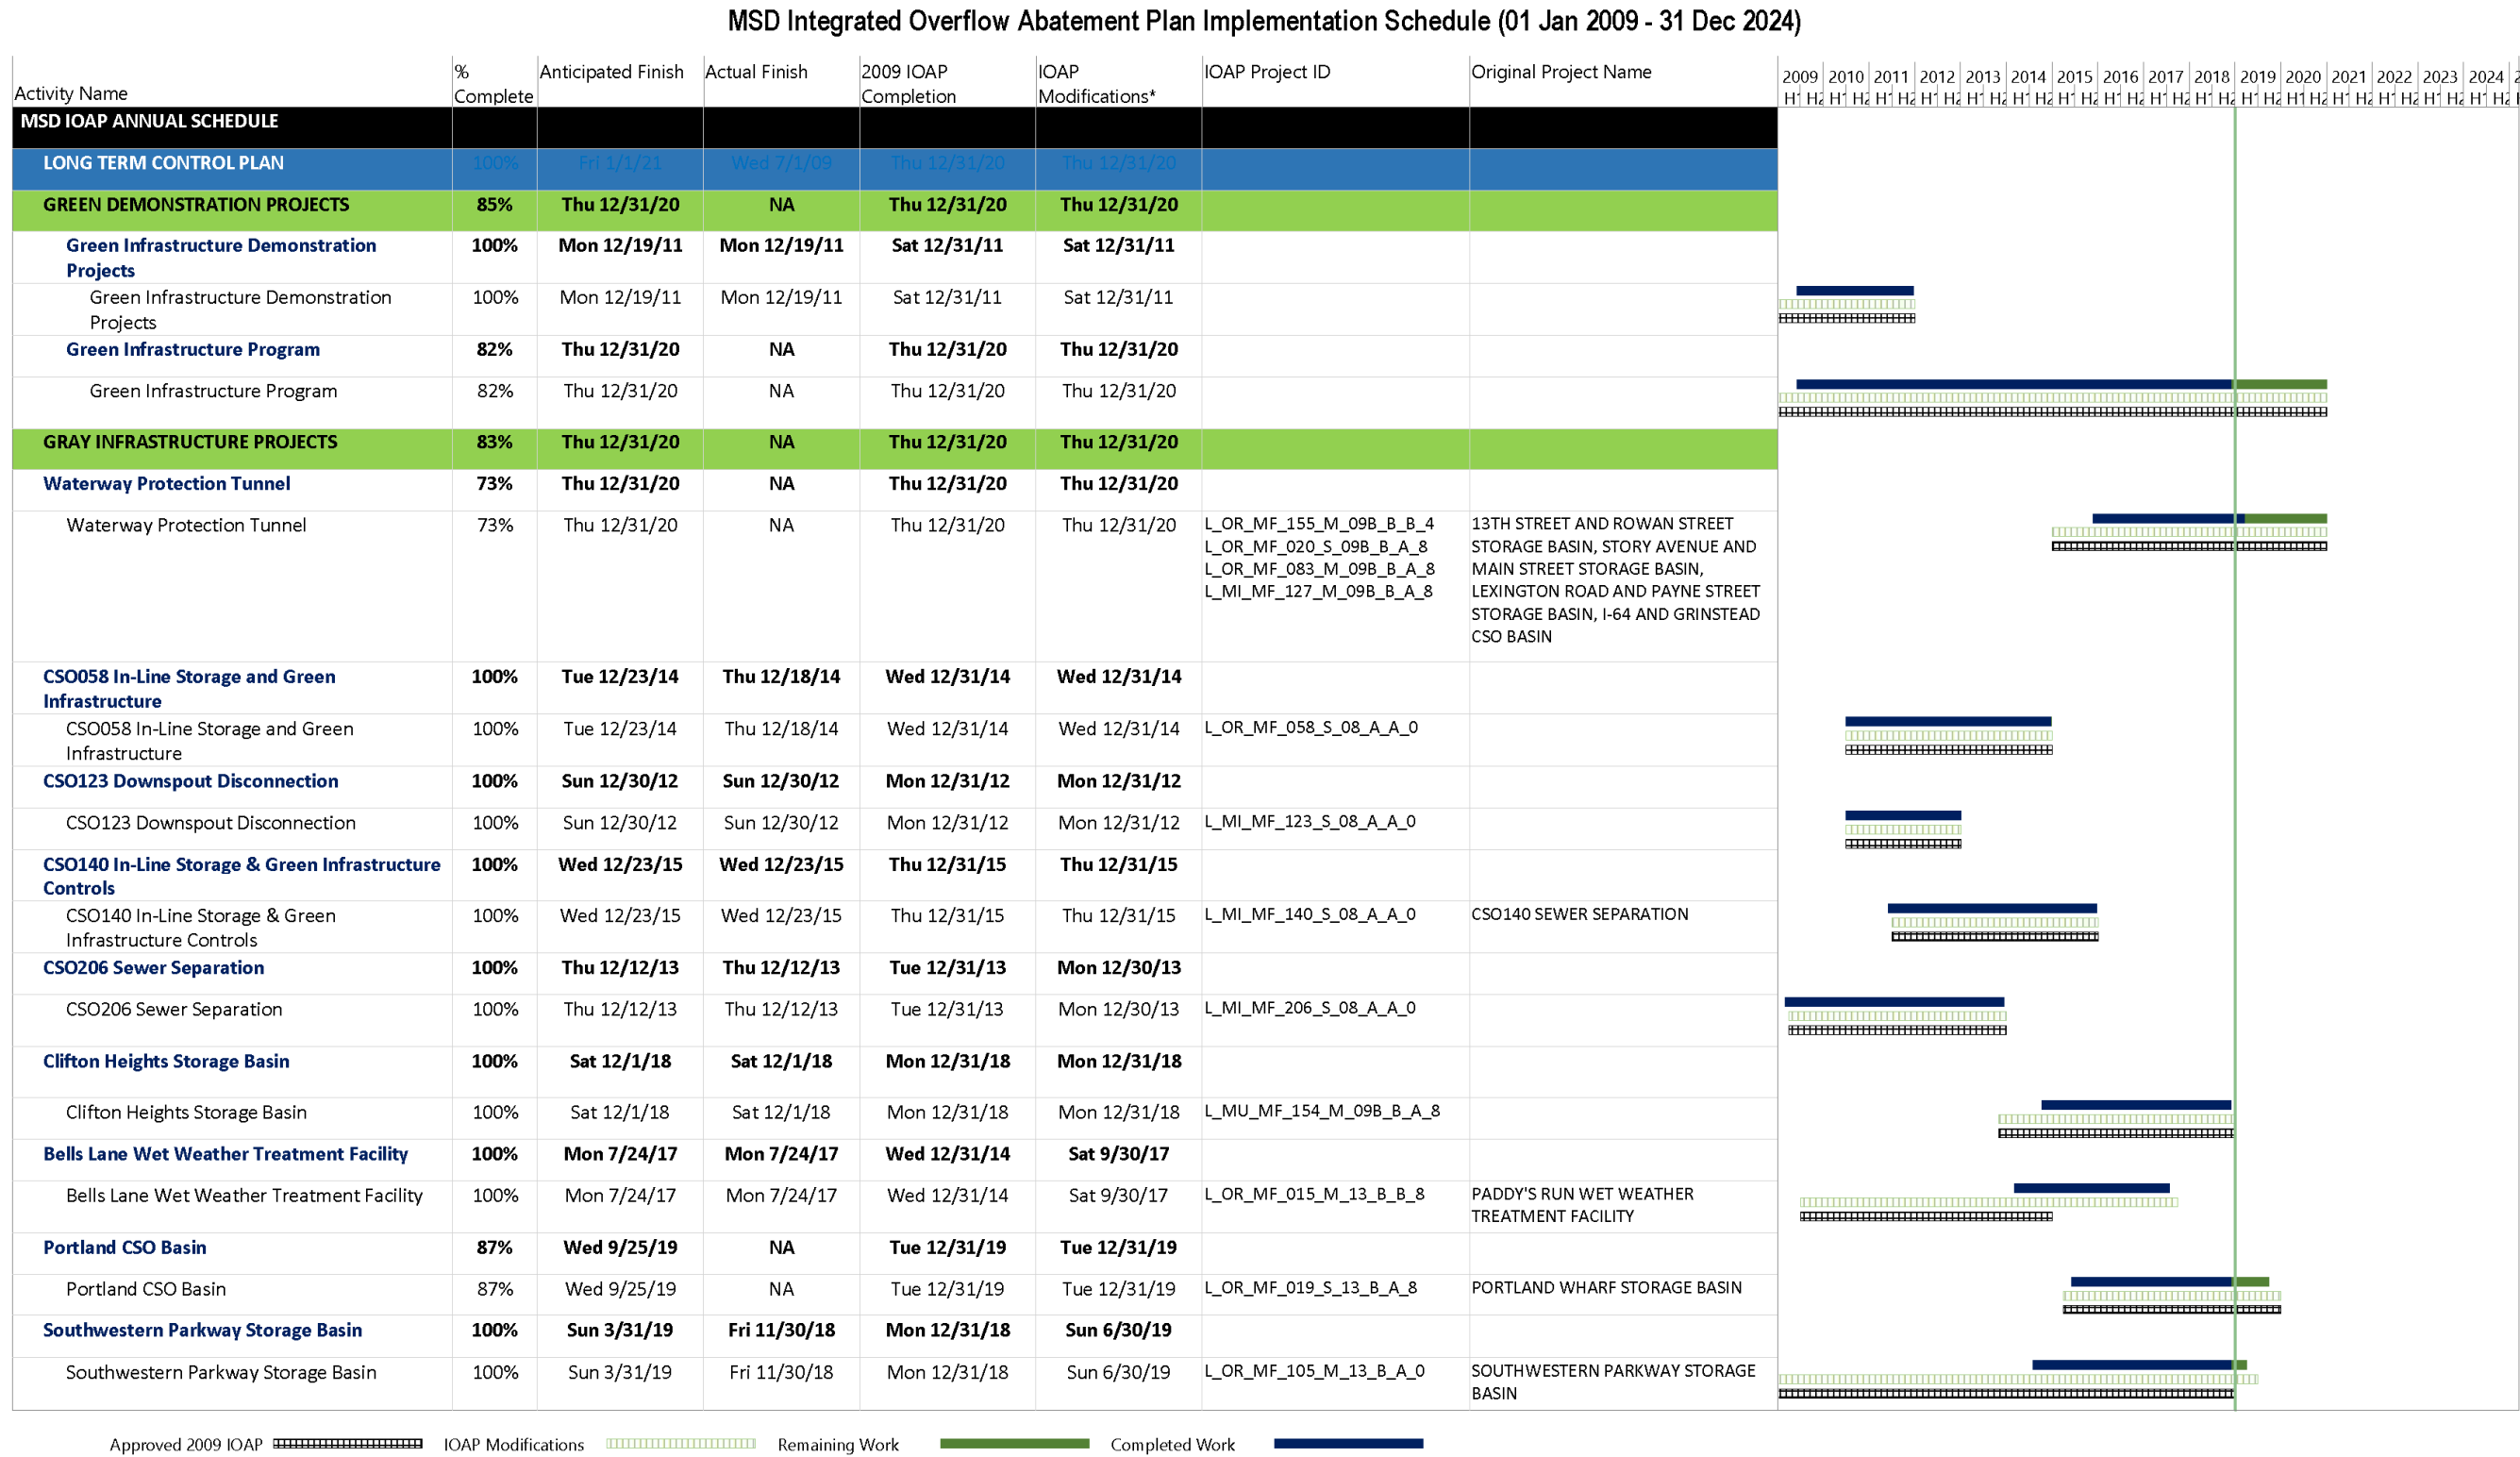 MSD Integrated Overflow Abatement Plan Implementation Schedule (01 Jan 2009 - 31 Dec 2024)
Activity Name % Complete Anticipated Finish Actual Finish 2009 IOAP Completion IOAP Modifications* IOAP Project ID Original Project Name
2009 2010 2011 2012 2013 2014 2015 2016 2017 2018 2019 2020 2021 2022 2023 2024
MSD IOAP ANNUAL SCHEDULE
LONG TERM CONTROL PLAN 100% Fri 1/1/21 Wed 7/1/09 Thu 12/31/20 Thu 12/31/20
GREEN DEMONSTRATION PROJECTS 85% Thu 12/31/20 NA Thu 12/31/20 Thu 12/31/20
Green Infrastructure Demonstration 100% Mon 12/19/11 Mon 12/19/11 Sat 12/31/11 Sat 12/31/11
Projects
Green Infrastructure Demonstration 100% Mon 12/19/11 Mon 12/19/11 Sat 12/31/11 Sat 12/31/11
Projects
Green Infrastructure Program 82% Thu 12/31/20 NA Thu 12/31/20 Thu 12/31/20
Green Infrastructure Program 82% Thu 12/31/20 NA Thu 12/31/20 Thu 12/31/20
GRAY INFRASTRUCTURE PROJECTS 83% Thu 12/31/20 NA Thu 12/31/20 Thu 12/31/20
Waterway Protection Tunnel 73% Thu 12/31/20 NA Thu 12/31/20 Thu 12/31/20
Waterway Protection Tunnel 73% Thu 12/31/20 NA Thu 12/31/20 Thu 12/31/20 L_OR_MF_155_M_09B_B_B_4 13TH STREET AND ROWAN STREET
L_OR_MF_020_S_09B_B_A_8 STORAGE BASIN, STORY AVENUE AND
L_OR_MF_083_M_09B_B_A_8 MAIN STREET STORAGE BASIN,
L_MI_MF_127_M_09B_B_A_8 LEXINGTON ROAD AND PAYNE STREET
STORAGE BASIN, I-64 AND GRINSTEAD
CSO BASIN
CSO058 In-Line Storage and Green 100% Tue 12/23/14 Thu 12/18/14 Wed 12/31/14 Wed 12/31/14
Infrastructure
CSO058 In-Line Storage and Green 100% Tue 12/23/14 Thu 12/18/14 Wed 12/31/14 Wed 12/31/14 L_OR_MF_058_S_08_A_A_0
Infrastructure
CSO123 Downspout Disconnection 100% Sun 12/30/12 Sun 12/30/12 Mon 12/31/12 Mon 12/31/12
CSO123 Downspout Disconnection 100% Sun 12/30/12 Sun 12/30/12 Mon 12/31/12 Mon 12/31/12 L_MI_MF_123_S_08_A_A_0
CSO140 In-Line Storage & Green Infrastructure 100% Wed 12/23/15 Wed 12/23/15 Thu 12/31/15 Thu 12/31/15
Controls
CSO140 In-Line Storage & Green 100% Wed 12/23/15 Wed 12/23/15 Thu 12/31/15 Thu 12/31/15 L_MI_MF_140_S_08_A_A_0 CSO140 SEWER SEPARATION
Infrastructure Controls
CSO206 Sewer Separation 100% Thu 12/12/13 Thu 12/12/13 Tue 12/31/13 Mon 12/30/13
CSO206 Sewer Separation 100% Thu 12/12/13 Thu 12/12/13 Tue 12/31/13 Mon 12/30/13 L_MI_MF_206_S_08_A_A_0
Clifton Heights Storage Basin 100% Sat 12/1/18 Sat 12/1/18 Mon 12/31/18 Mon 12/31/18
Clifton Heights Storage Basin 100% Sat 12/1/18 Sat 12/1/18 Mon 12/31/18 Mon 12/31/18 L_MU_MF_154_M_09B_B_A_8
Bells Lane Wet Weather Treatment Facility 100% Mon 7/24/17 Mon 7/24/17 Wed 12/31/14 Sat 9/30/17
Bells Lane Wet Weather Treatment Facility 100% Mon 7/24/17 Mon 7/24/17 Wed 12/31/14 Sat 9/30/17 L_OR_MF_015_M_13_B_B_8 PADDY'S RUN WET WEATHER
TREATMENT FACILITY
Portland CSO Basin 87% Wed 9/25/19 NA Tue 12/31/19 Tue 12/31/19
Portland CSO Basin 87% Wed 9/25/19 NA Tue 12/31/19 Tue 12/31/19 L_OR_MF_019_S_13_B_A_8 PORTLAND WHARF STORAGE BASIN
Southwestern Parkway Storage Basin 100% Sun 3/31/19 Fri 11/30/18 Mon 12/31/18 Sun 6/30/19
Southwestern Parkway Storage Basin 100% Sun 3/31/19 Fri 11/30/18 Mon 12/31/18 Sun 6/30/19 L_OR_MF_105_M_13_B_A_0 SOUTHWESTERN PARKWAY STORAGE
BASIN
Approved 2009 IOAP IOAP Modifications Remaining Work Completed Work